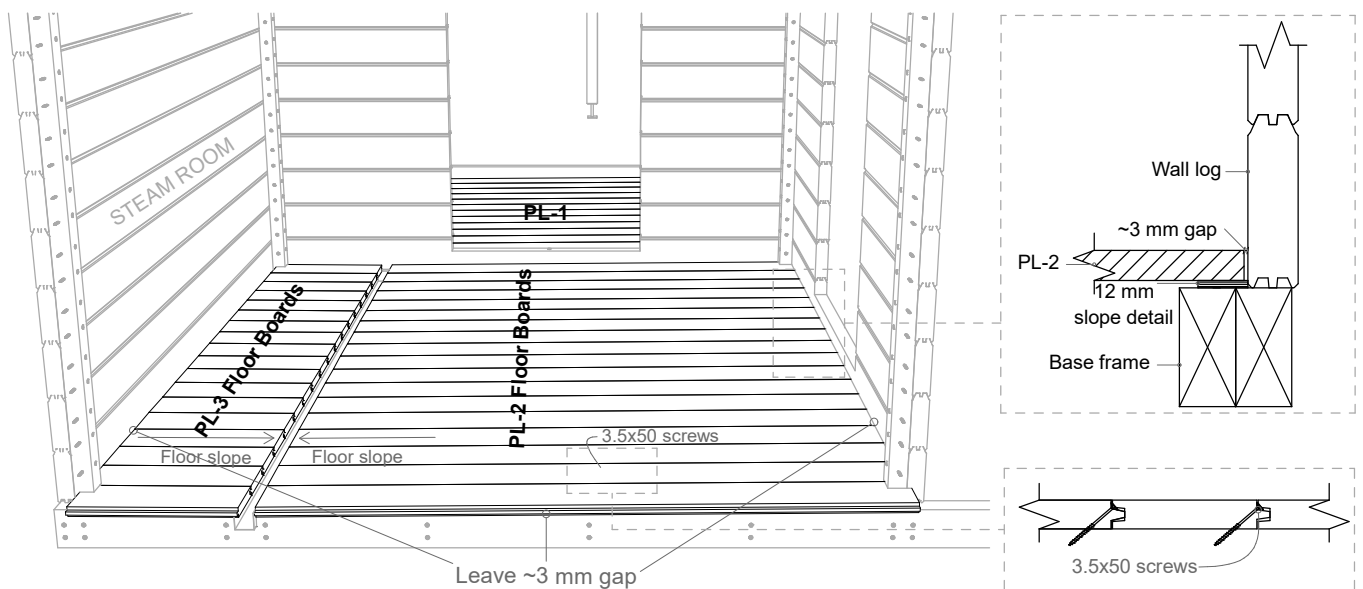 STEAM ROOM
PL-1
PL-3 Floor Boards
PL-2 Floor Boards
Floor slope
Floor slope
3.5x50 screws
Leave ~3 mm gap
Wall log
~3 mm gap
PL-2
12 mm
slope detail
Base frame
3.5x50 screws